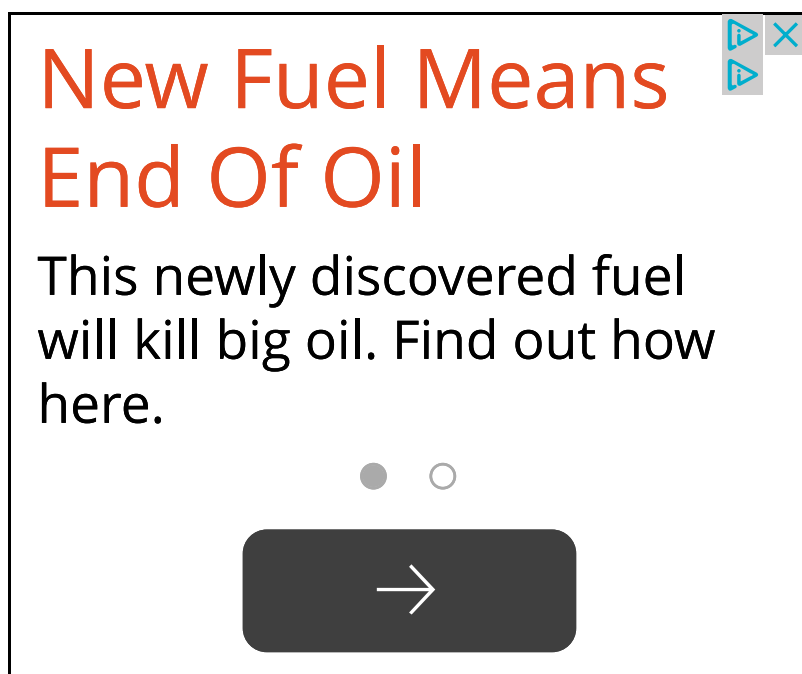 New Fuel Means
End Of Oil
This newly discovered fuel
will kill big oil. Find out how
here.